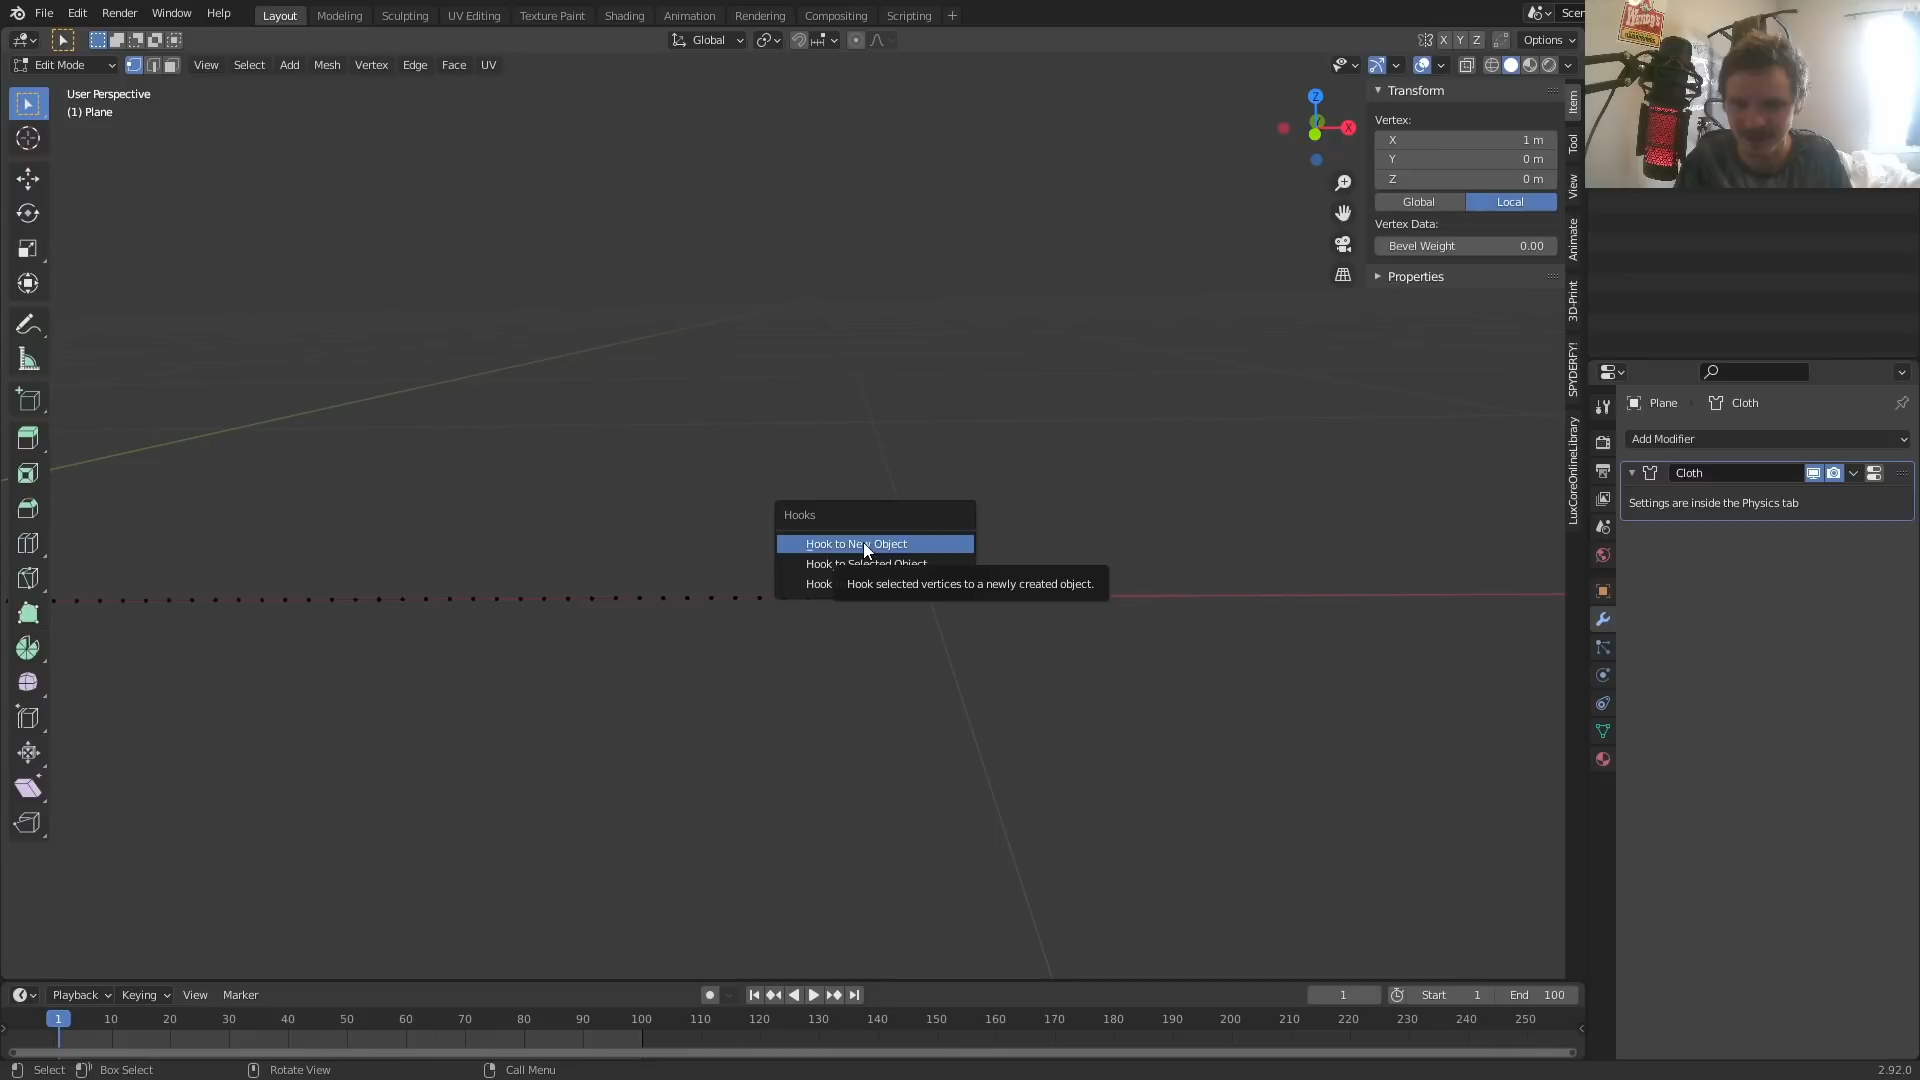 File Edit Render Window Help
Layout Modeling Sculpting UV Editing Texture Paint Shading Animation Rendering Compositing Scripting +
Global
X Y Z Options
Edit Mode View Select Add Mesh Vertex Edge Face UV
User Perspective
(1) Plane
Z
X
Transform
Vertex:
X 1 m
Y 0 m
Z 0 m
Global Local
Vertex Data:
Bevel Weight 0.00
Properties
Item
Tool
View
Animate
3D-Print
SPYDERFY!
LuxCoreOnlineLibrary
Plane Cloth
Add Modifier
Cloth
Settings are inside the Physics tab
Hooks
Hook to New Object
Hook to Selected Object
Hook
Hook selected vertices to a newly created object.
Playback Keying View Marker
1 Start 1 End 100
1 10 20 30 40 50 60 70 80 90 100 110 120 130 140 150 160 170 180 190 200 210 220 230 240 250
Select Box Select Rotate View Call Menu
2.92.0